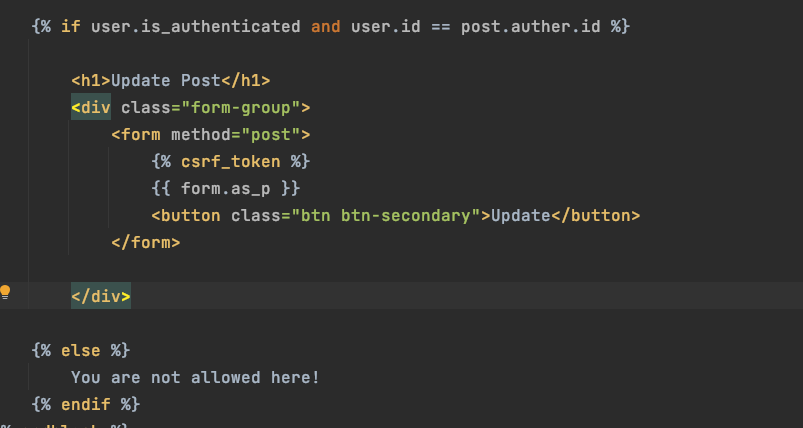 {% if user.is_authenticated and user.id == post.auther.id %}
<h1>Update Post</h1>
<div class="form-group">
<form method="post">
{% csrf_token %}
{{ form.as_p }}
<button class="btn btn-secondary">Update</button>
</form>
</div>
{% else %}
You are not allowed here!
{% endif %}